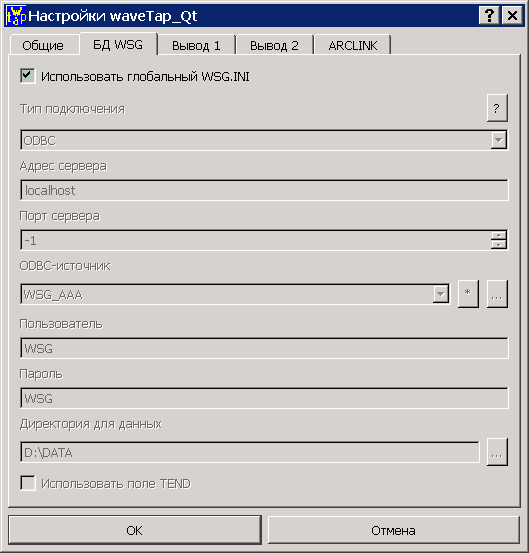 Настройки waveTap_Qt
Общие БД WSG Вывод 1 Вывод 2 ARCLINK
Использовать глобальный WSG.INI
Тип подключения ?
ODBC
Адрес сервера
localhost
Порт сервера
-1
ODBC-источник
WSG_AAA * ...
Пользователь
WSG
Пароль
WSG
Директория для данных
D:\DATA ...
Использовать поле TEND
OK Отмена